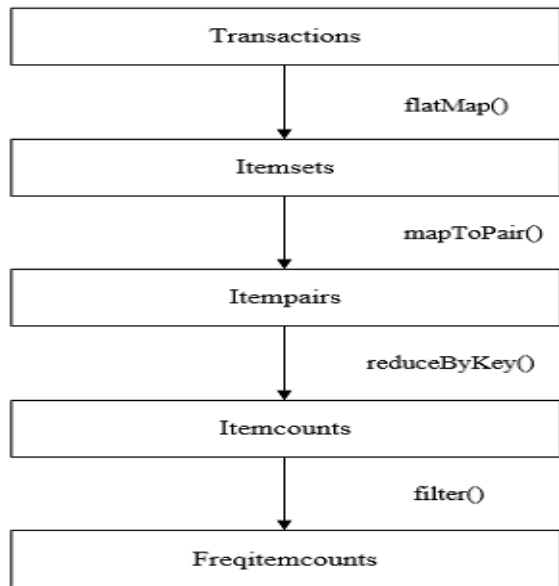 Transactions
flatMap()
Itemsets
mapToPair()
Itempairs
reduceByKey()
Itemcounts
filter()
Freqitemcounts